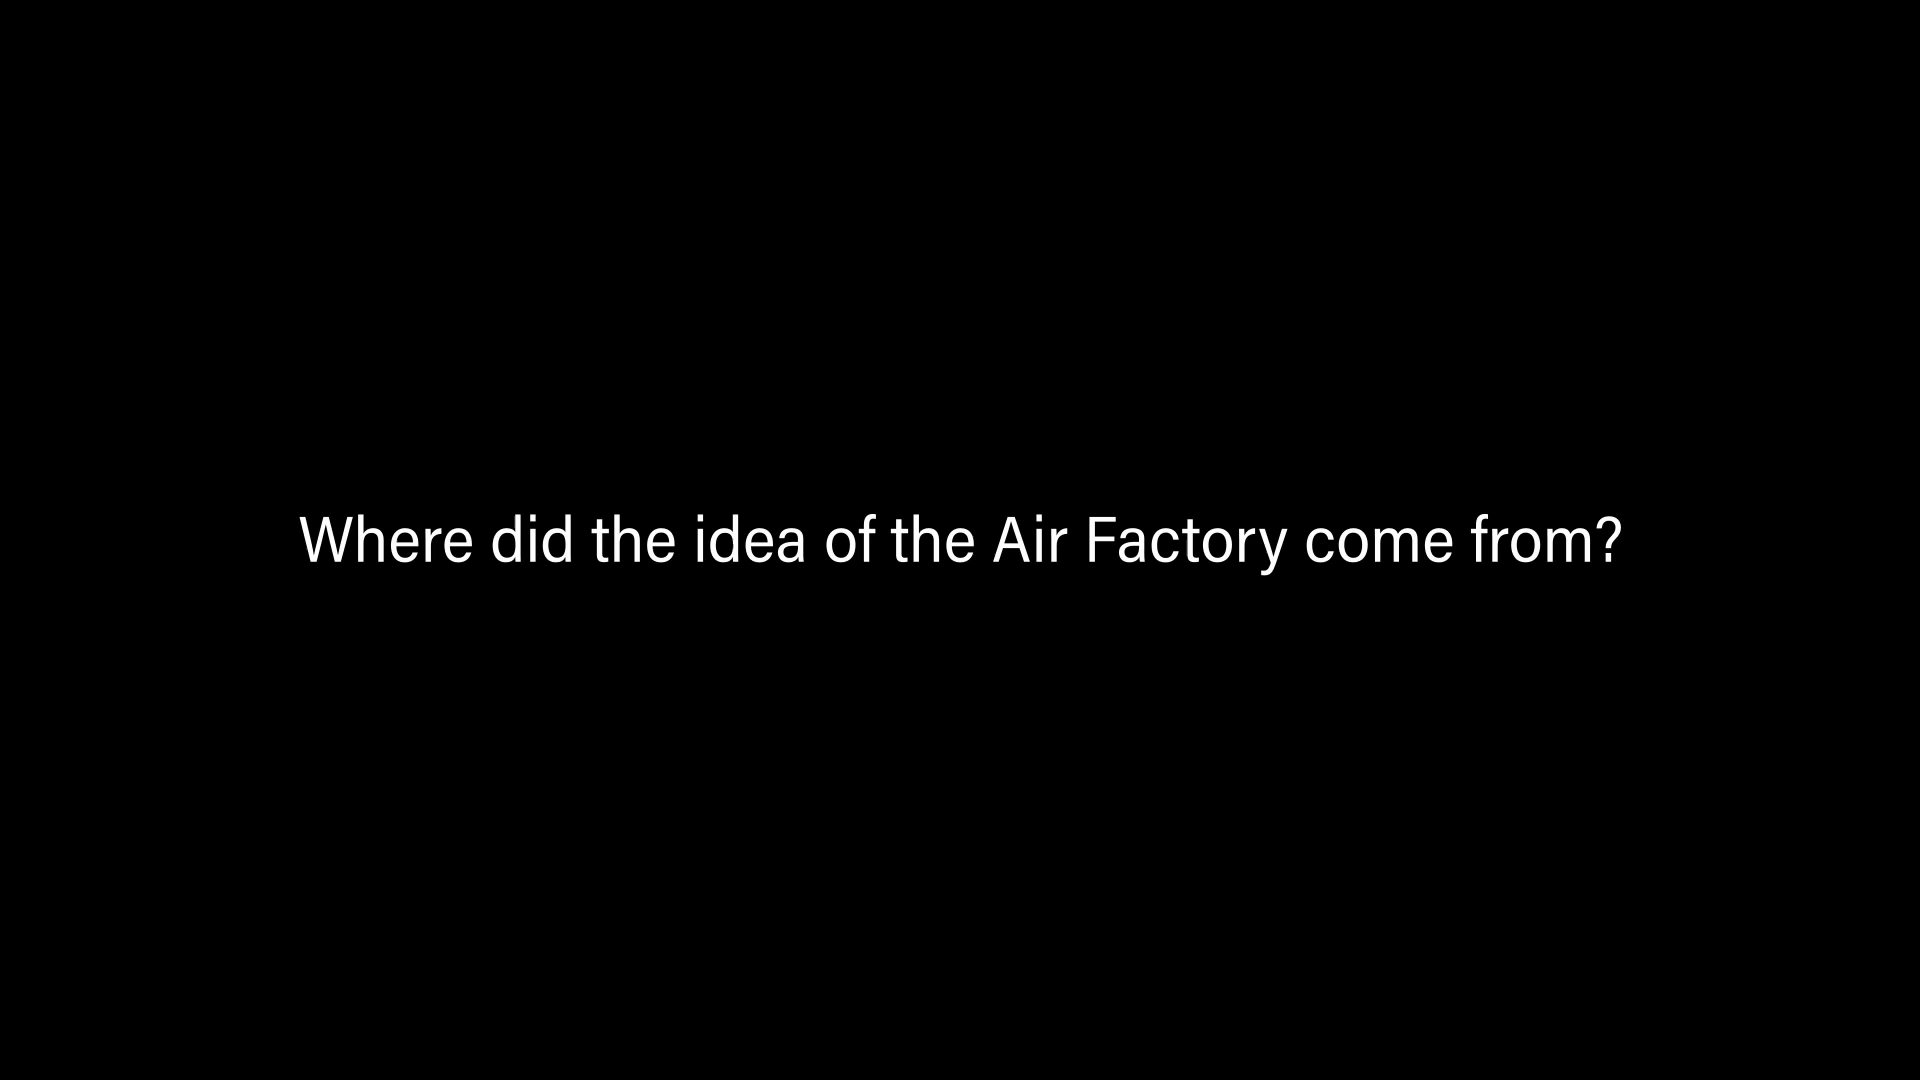 Where did the idea of the Air Factory come from?